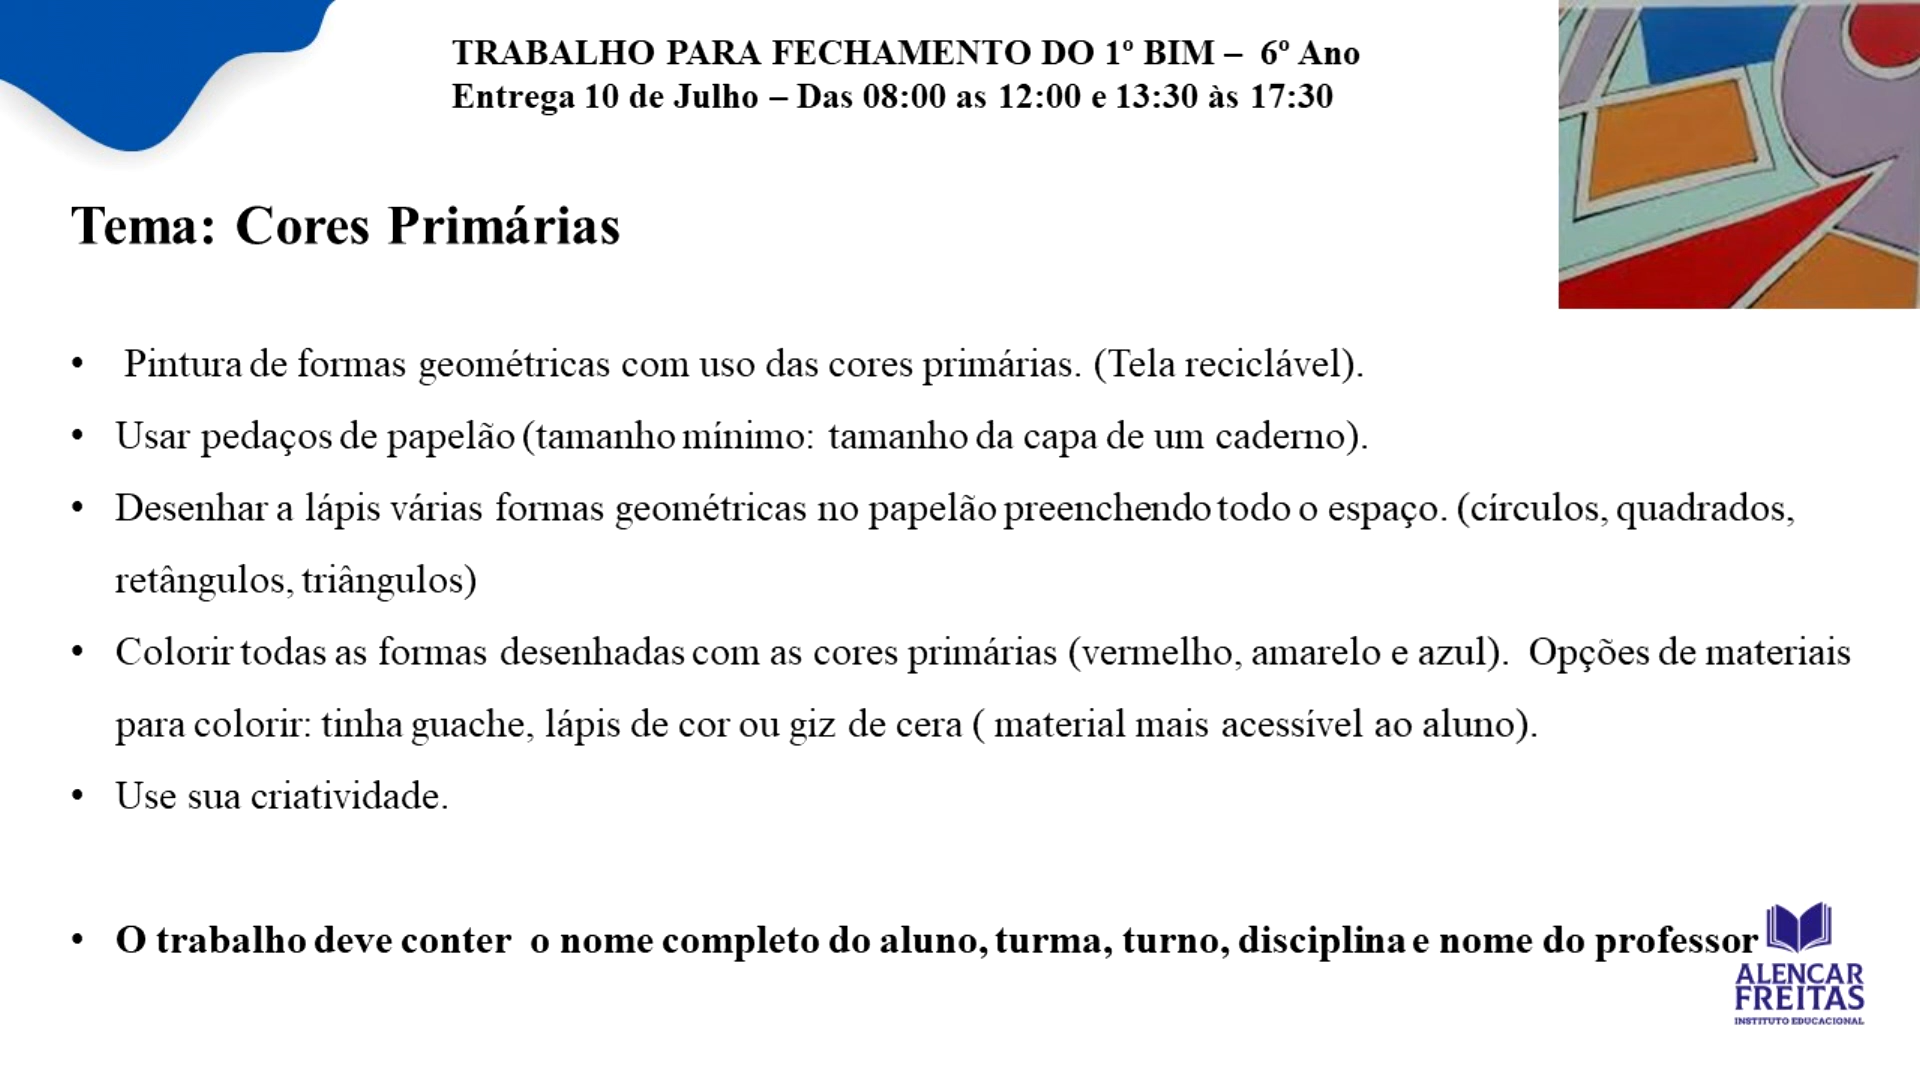 TRABALHO PARA FECHAMENTO DO 1º BIM – 6º Ano
Entrega 10 de Julho – Das 08:00 as 12:00 e 13:30 às 17:30
Tema: Cores Primárias
• Pintura de formas geométricas com uso das cores primárias. (Tela reciclável).
• Usar pedaços de papelão (tamanho mínimo: tamanho da capa de um caderno).
• Desenhar a lápis várias formas geométricas no papelão preenchendo todo o espaço. (círculos, quadrados,
retângulos, triângulos)
• Colorir todas as formas desenhadas com as cores primárias (vermelho, amarelo e azul). Opções de materiais
para colorir: tinha guache, lápis de cor ou giz de cera ( material mais acessível ao aluno).
• Use sua criatividade.
• O trabalho deve conter o nome completo do aluno, turma, turno, disciplina e nome do professor
ALENCAR
FREITAS
INSTITUTO EDUCACIONAL